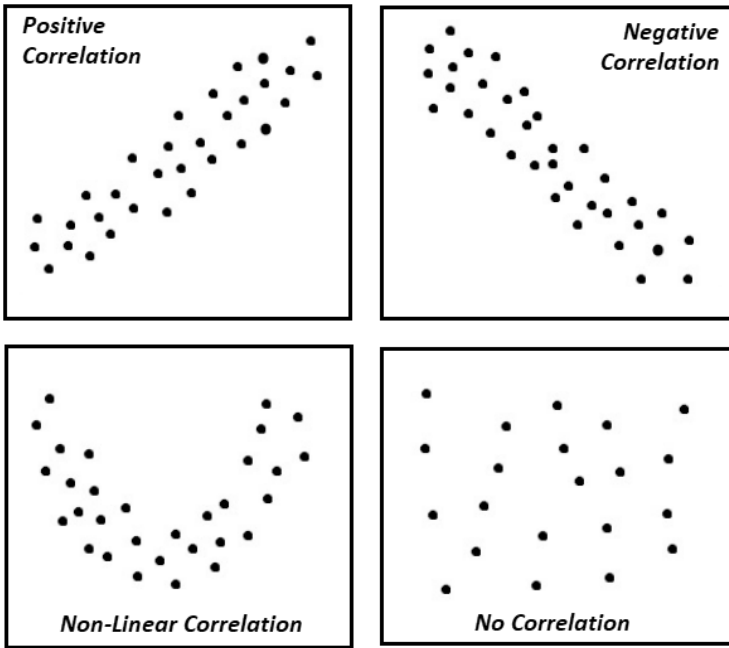 Positive
Correlation
Negative
Correlation
Non-Linear Correlation
No Correlation